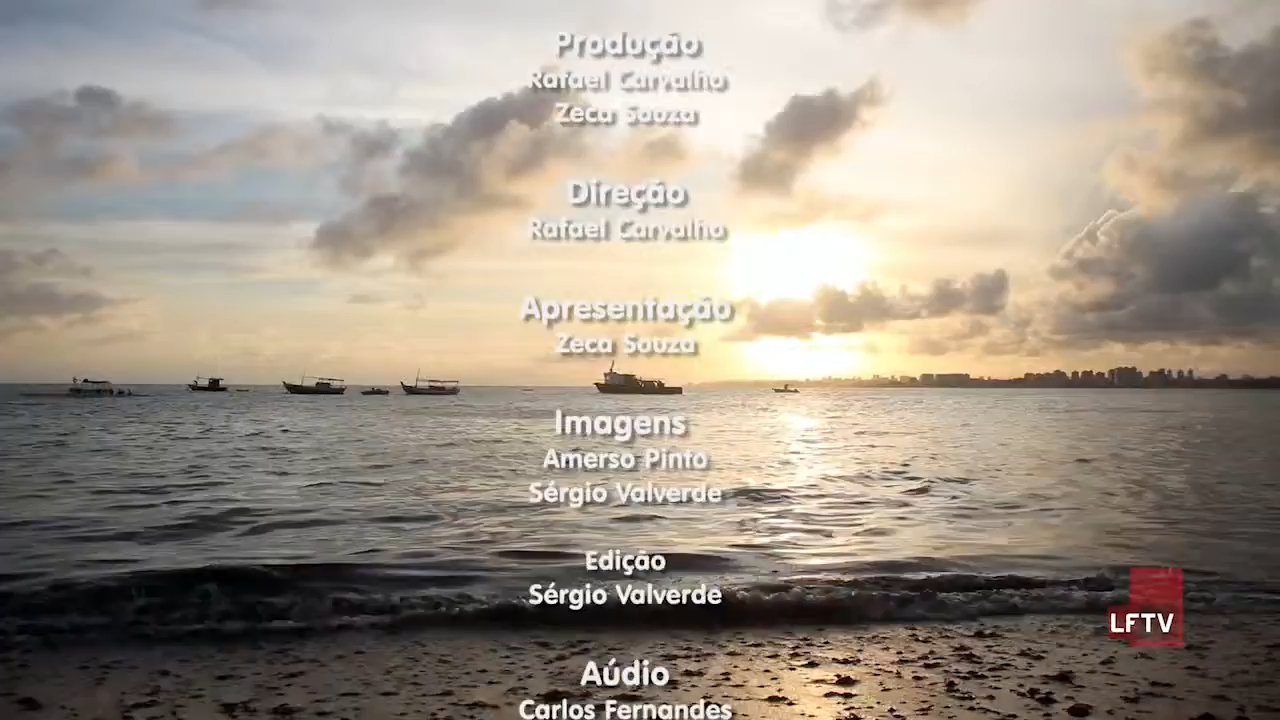 Produção
Rafael Carvalho
Zeca Souza
Direção
Rafael Carvalho
Apresentação
Zeca Souza
Imagens
Amerso Pinto
Sérgio Valverde
Edição
Sérgio Valverde
LFTV
Aúdio
Carlos Fernandes